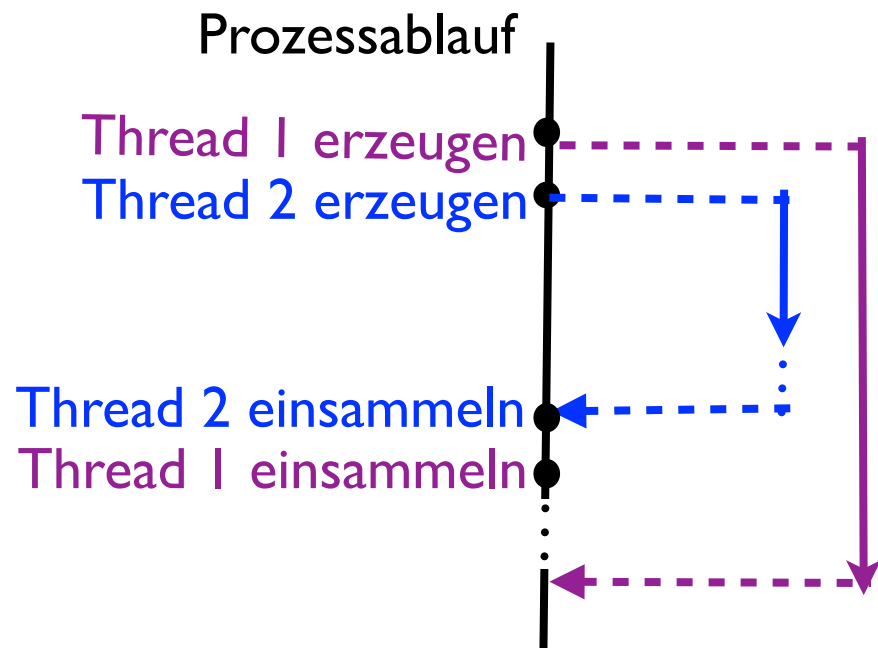 Prozessablauf
Thread 1 erzeugen
Thread 2 erzeugen
Thread 2 einsammeln
Thread 1 einsammeln